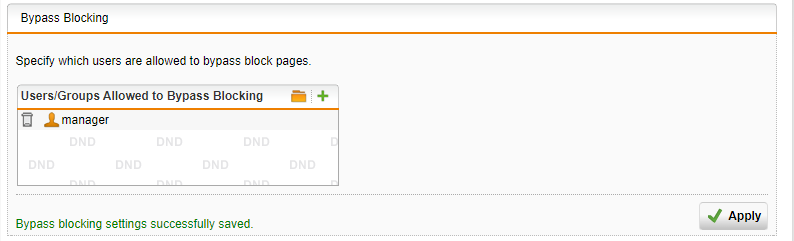 Bypass Blocking
Specify which users are allowed to bypass block pages.
Users/Groups Allowed to Bypass Blocking
manager
DND DND DND D
DND DND DND DND
DND DND DND D
Bypass blocking settings successfully saved.
Apply